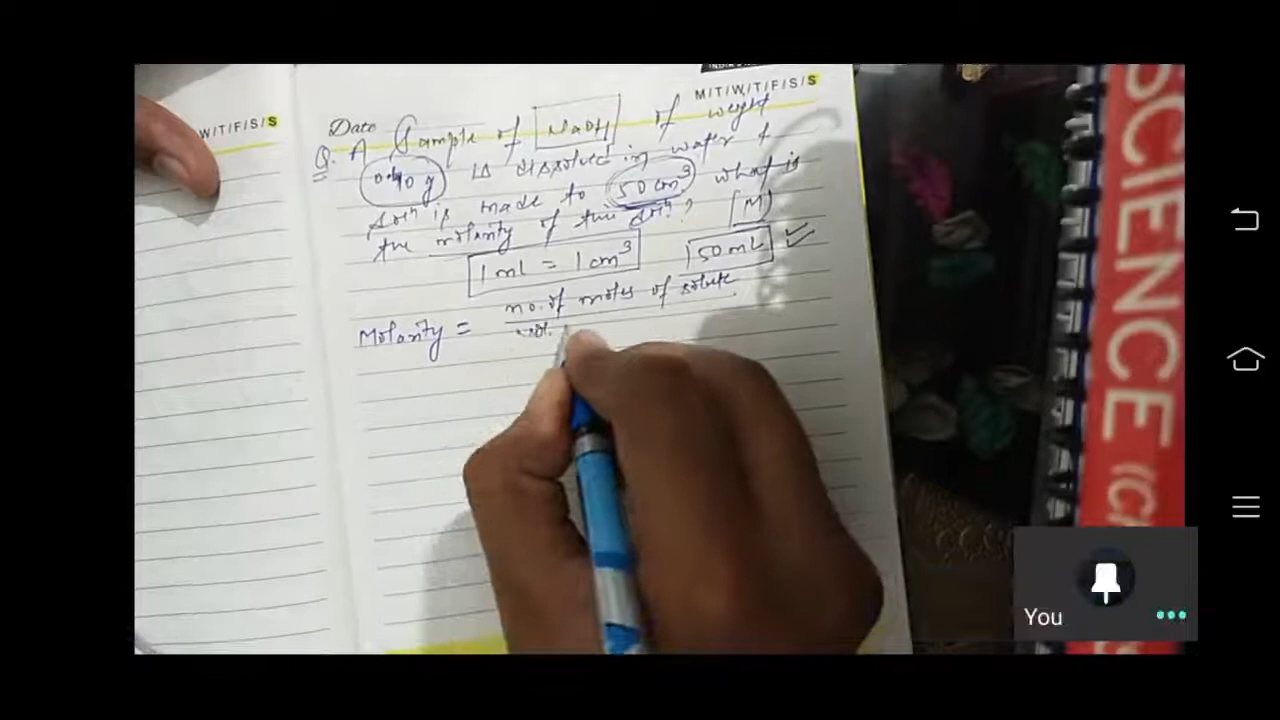 M/T/W/T/F/S/S
W/T/F/S/S
Date
Q. A Sample of NaOH of weight
0.40 g is dissolved in water &
solⁿ is made to 50 cm³ what is
the molarity of the solⁿ? (M)
1 mL = 1 cm³ 50 mL
Molarity = no. of moles of solute
vol.
SCIENCE
You